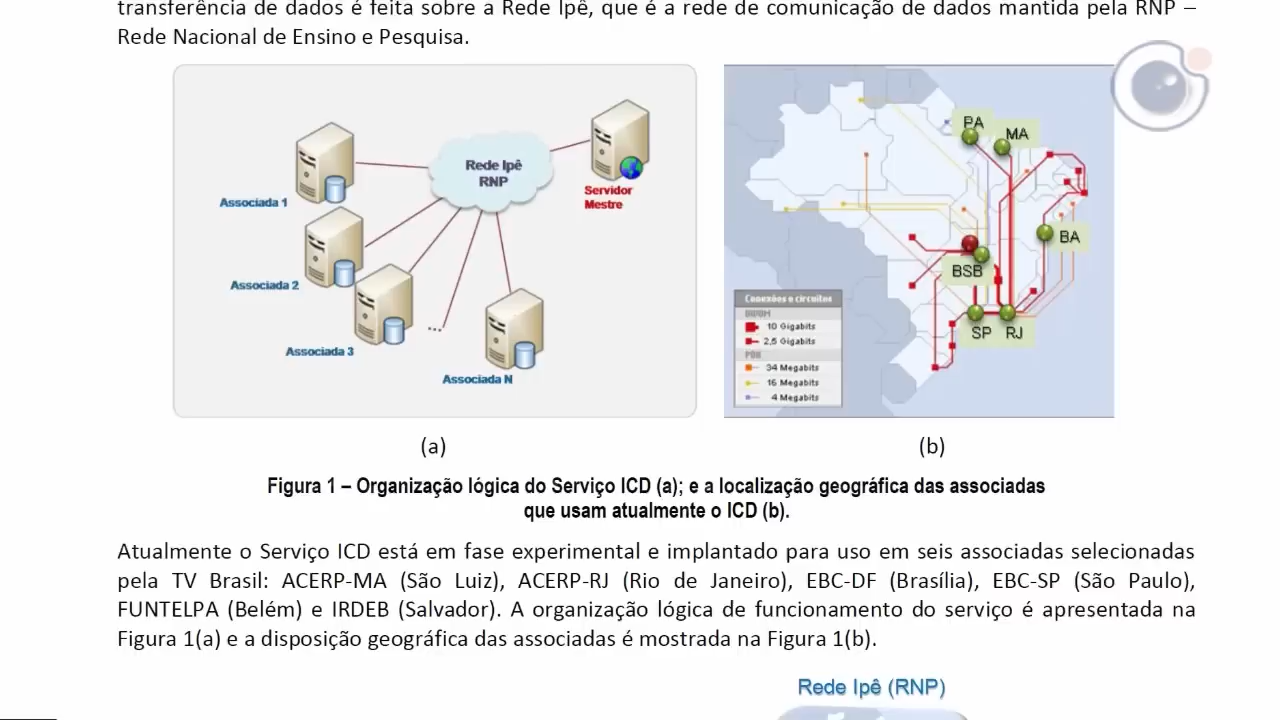 transferência de dados é feita sobre a Rede Ipê, que é a rede de comunicação de dados mantida pela RNP –
Rede Nacional de Ensino e Pesquisa.
Rede Ipê
RNP
Servidor
Mestre
Associada 1
Associada 2
Associada 3
...
Associada N
PA
MA
BA
BSB
SP
RJ
Conexões e circuitos
DWDM
10 Gigabits
2,5 Gigabits
PDH
34 Megabits
16 Megabits
4 Megabits
(a)
(b)
Figura 1 – Organização lógica do Serviço ICD (a); e a localização geográfica das associadas
que usam atualmente o ICD (b).
Atualmente o Serviço ICD está em fase experimental e implantado para uso em seis associadas selecionadas
pela TV Brasil: ACERP-MA (São Luiz), ACERP-RJ (Rio de Janeiro), EBC-DF (Brasília), EBC-SP (São Paulo),
FUNTELPA (Belém) e IRDEB (Salvador). A organização lógica de funcionamento do serviço é apresentada na
Figura 1(a) e a disposição geográfica das associadas é mostrada na Figura 1(b).
Rede Ipê (RNP)